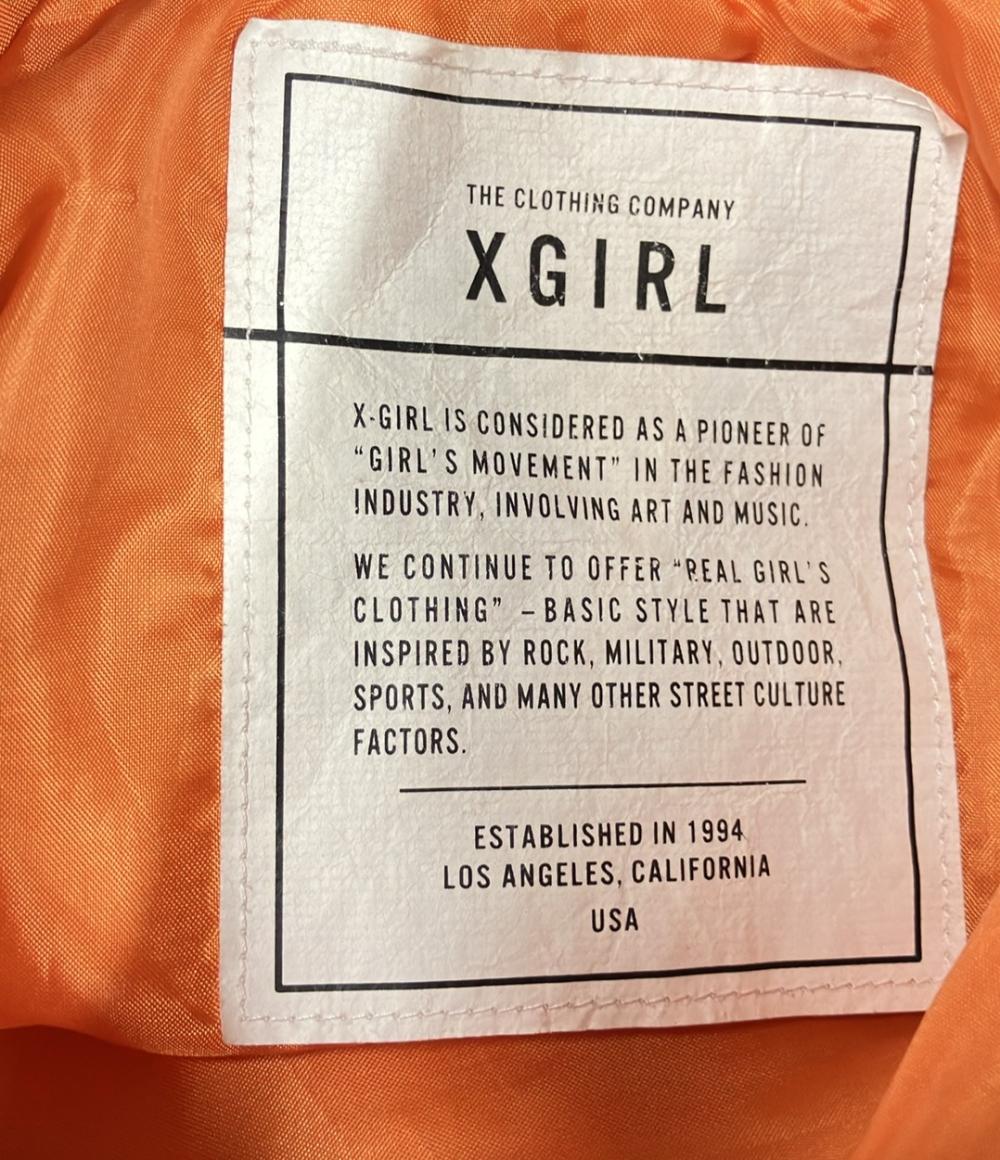 THE CLOTHING COMPANY
XGIRL
X-GIRL IS CONSIDERED AS A PIONEER OF
“GIRL'S MOVEMENT” IN THE FASHION
INDUSTRY, INVOLVING ART AND MUSIC.
WE CONTINUE TO OFFER “REAL GIRL'S
CLOTHING” –BASIC STYLE THAT ARE
INSPIRED BY ROCK, MILITARY, OUTDOOR,
SPORTS, AND MANY OTHER STREET CULTURE
FACTORS.
ESTABLISHED IN 1994
LOS ANGELES, CALIFORNIA
USA